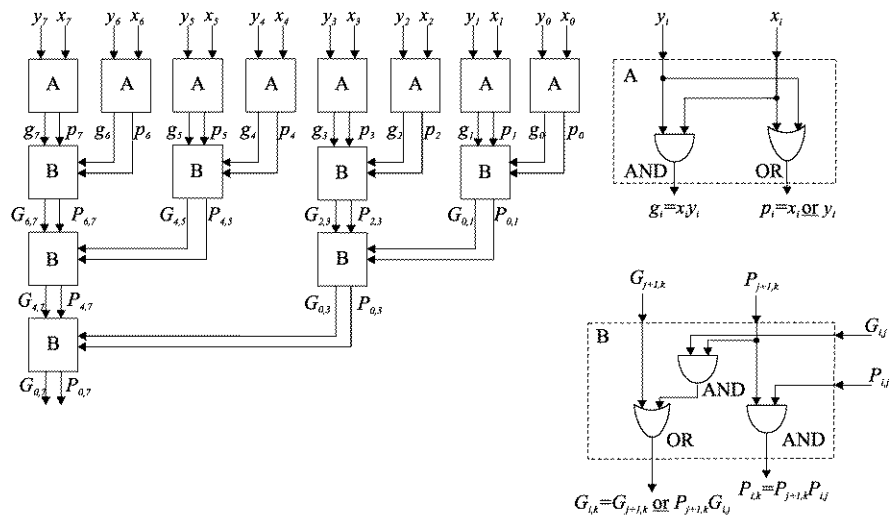 y7 x7 y6 x6 y5 x5 y4 x4 y3 x3 y2 x2 y1 x1 y0 x0
A A A A A A A A
g7 p7 g6 p6 g5 p5 g4 p4 g3 p3 g2 p2 g1 p1 g0 p0
B B B B
G6,7 P6,7 G4,5 P4,5 G2,3 P2,3 G0,1 P0,1
B B
G4,7 P4,7 G0,3 P0,3
B
G0,7 P0,7
yi xi
A
AND OR
gi=xiyi pi=xi or yi
Gj+1,k Pj+1,k
B Gi,j
AND Pi,j
OR AND
Gi,k=Gj+1,k or Pj+1,kGi,j Pi,k=Pj+1,kPi,j